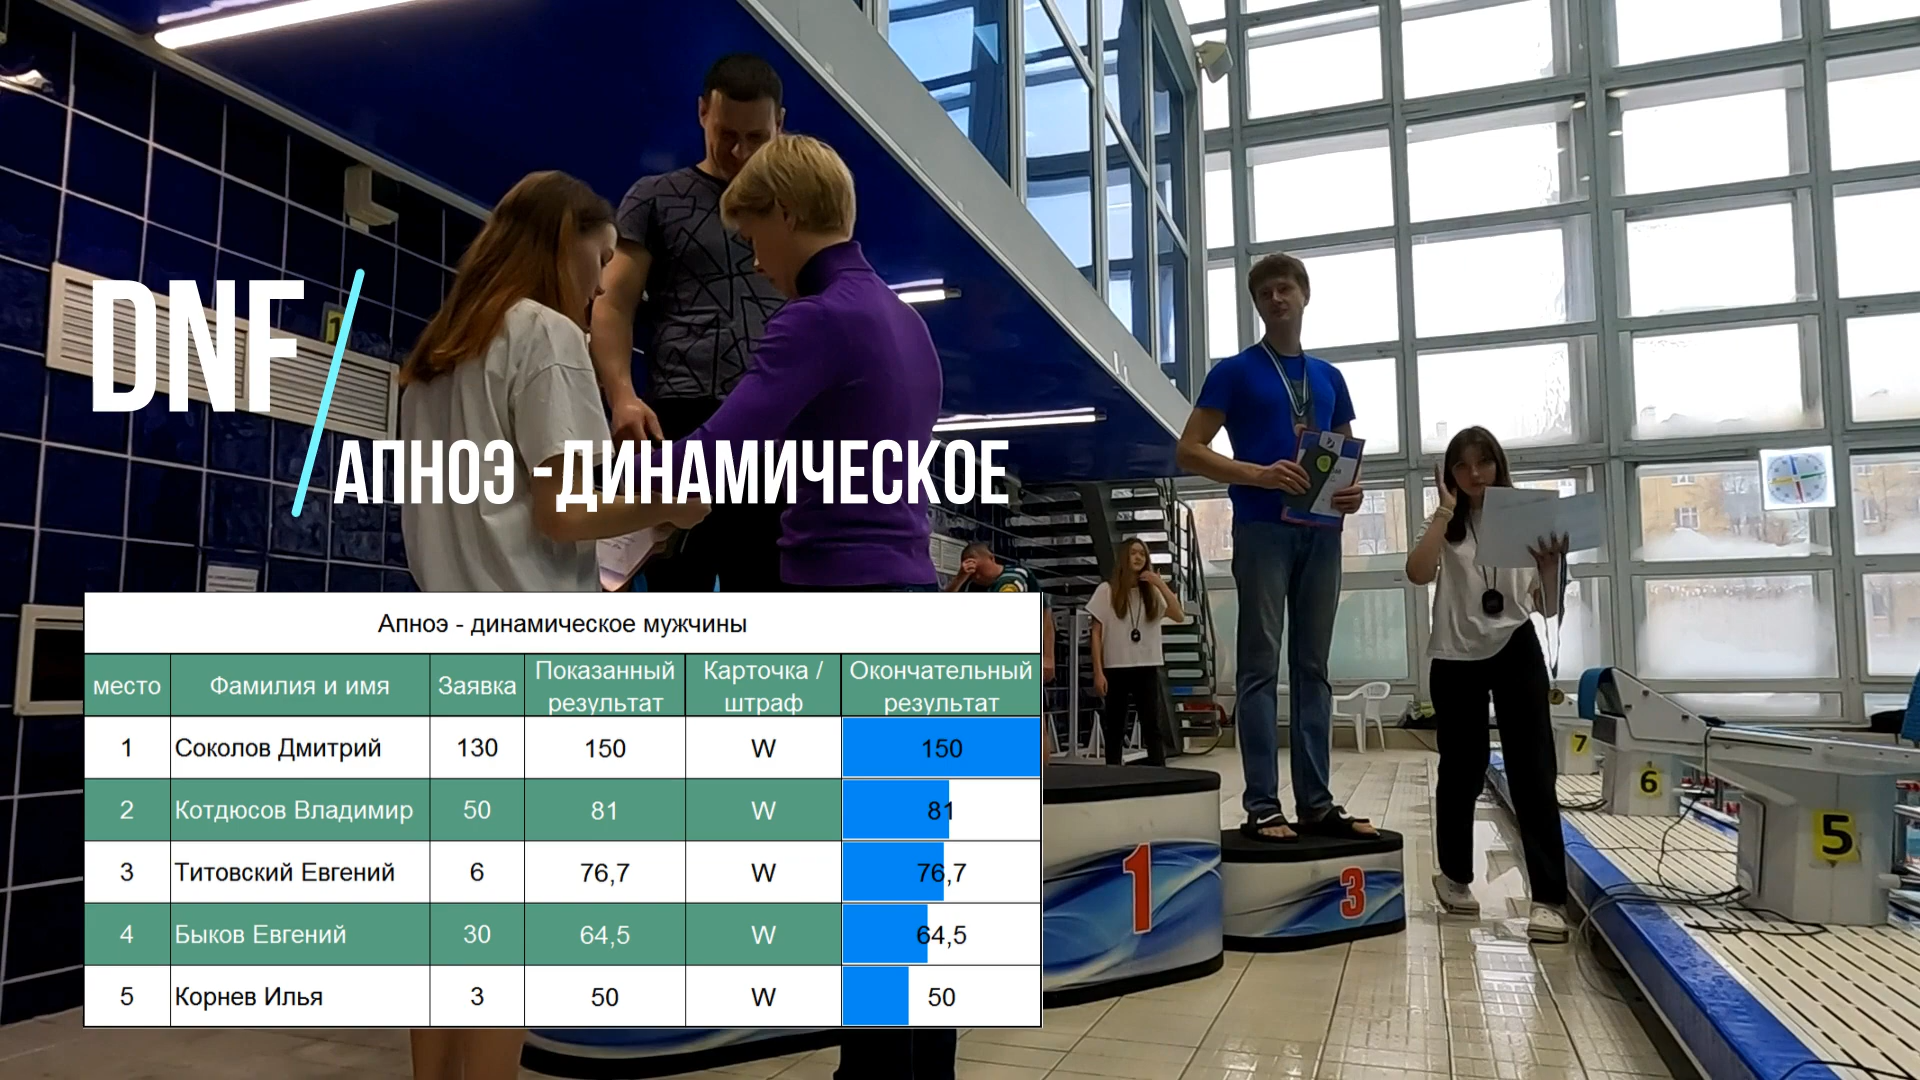 DNF
АПНОЭ -ДИНАМИЧЕСКОЕ
Апноэ - динамическое мужчины
место Фамилия и имя Заявка Показанный результат Карточка / штраф Окончательный результат
1 Соколов Дмитрий 130 150 W 150
2 Котдюсов Владимир 50 81 W 81
3 Титовский Евгений 6 76,7 W 76,7
4 Быков Евгений 30 64,5 W 64,5
5 Корнев Илья 3 50 W 50
1
3
7
6
5